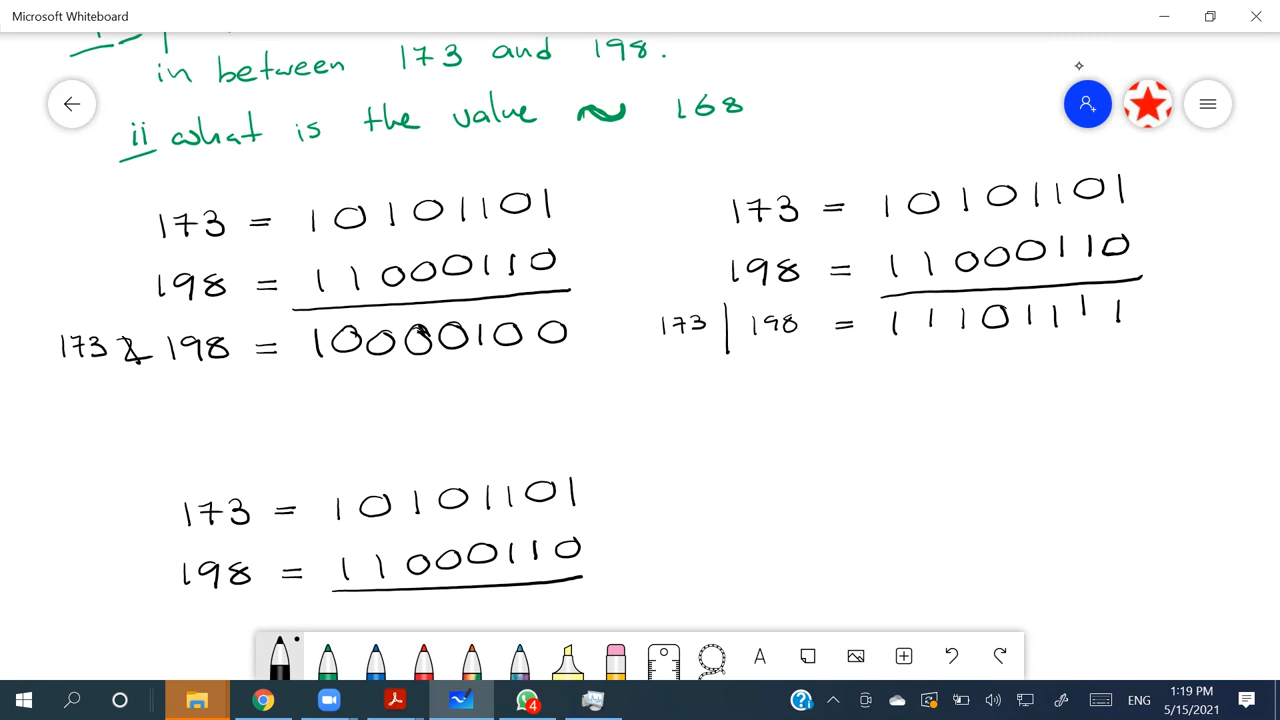 Microsoft Whiteboard
in between 173 and 198.
ii what is the value ~ 168
173 = 10101101
198 = 11000110
173 & 198 = 10000100
173 = 10101101
198 = 11000110
173 | 198 = 11101111
173 = 10101101
198 = 11000110
A
4
?
ENG
1:19 PM
5/15/2021